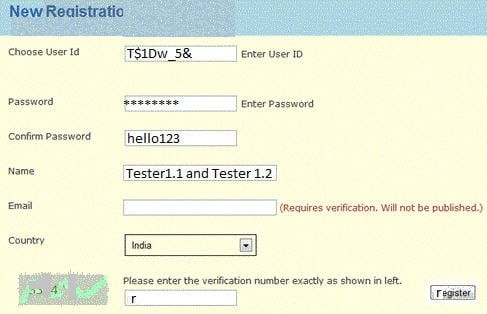 New Registratio
Choose User Id T$1Dw_5& Enter User ID
Password ******** Enter Password
Confirm Password hello123
Name Tester1.1 and Tester 1.2
Email (Requires verification. Will not be published.)
Country India
Please enter the verification number exactly as shown in left.
r register